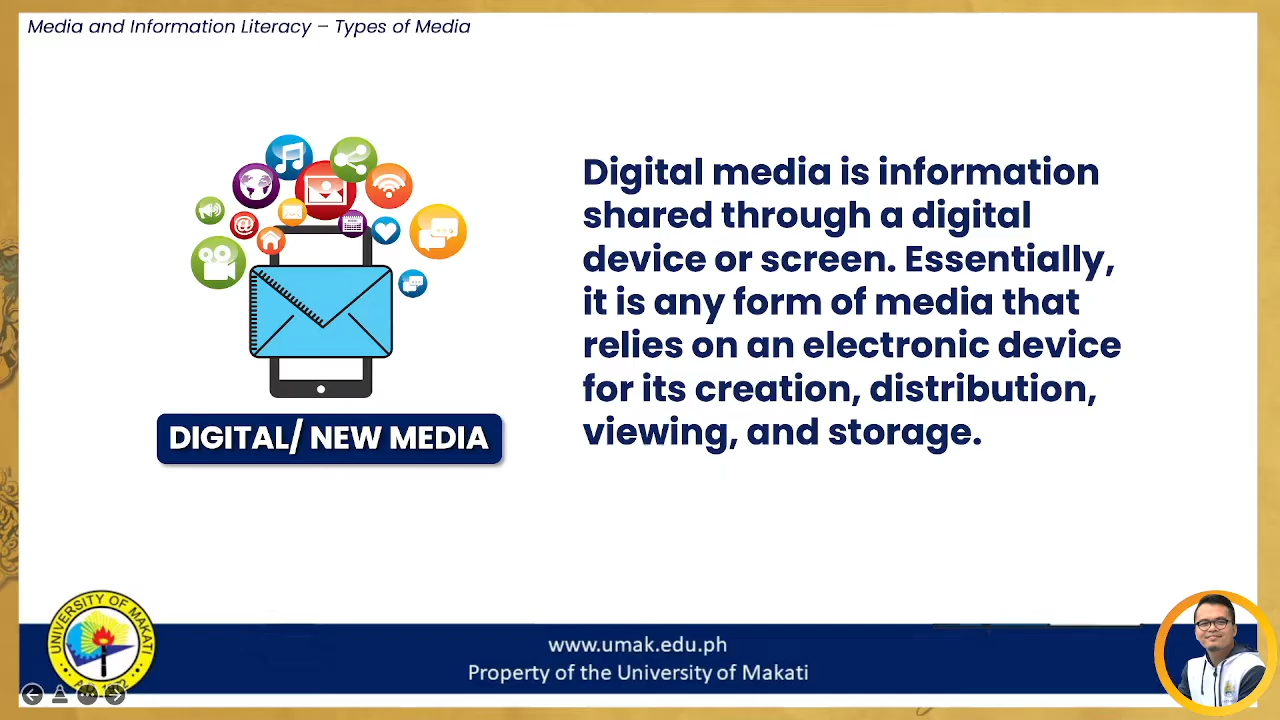 Media and Information Literacy – Types of Media
Digital media is information
shared through a digital
device or screen. Essentially,
it is any form of media that
relies on an electronic device
for its creation, distribution,
viewing, and storage.
@
DIGITAL/ NEW MEDIA
UNIVERSITY OF MAKATI
www.umak.edu.ph
Property of the University of Makati